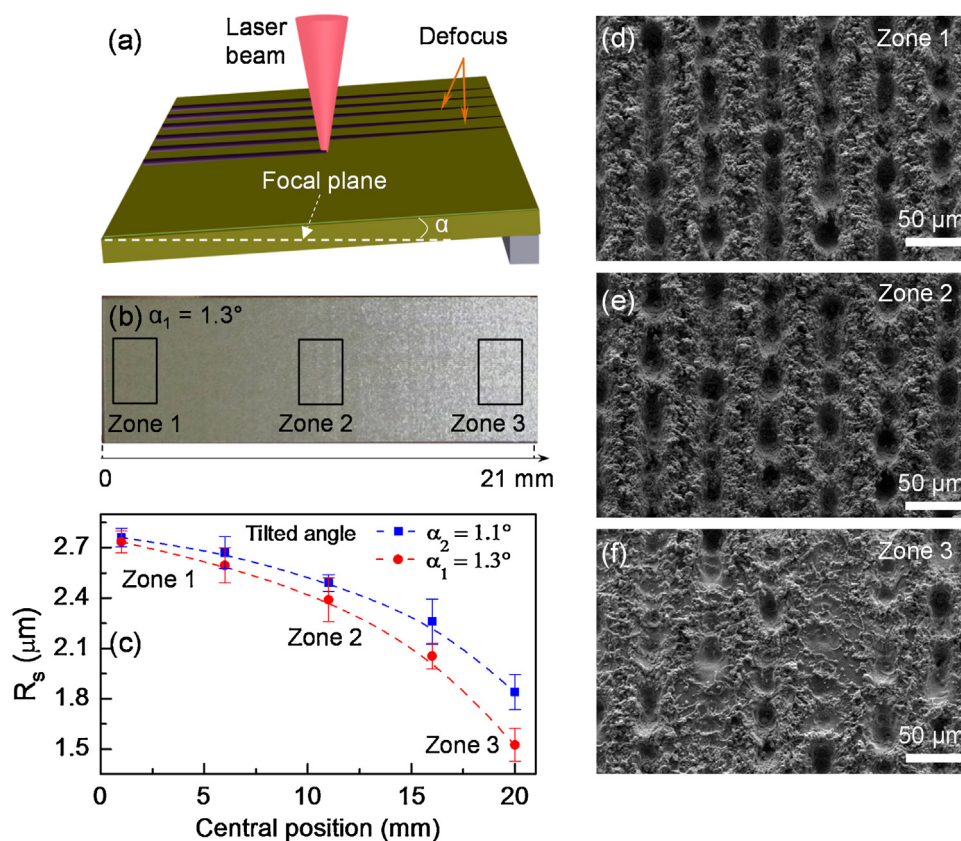 (a)
Laser
beam
Defocus
Focal plane
α
(b) α₁ = 1.3°
Zone 1
Zone 2
Zone 3
0
21 mm
(c)
Tilted angle
α₂ = 1.1°
α₁ = 1.3°
Zone 1
Zone 2
Zone 3
2.7
2.4
2.1
1.8
1.5
Rₛ (μm)
0
5
10
15
20
Central position (mm)
(d)
Zone 1
50 μm
(e)
Zone 2
50 μm
(f)
Zone 3
50 μm